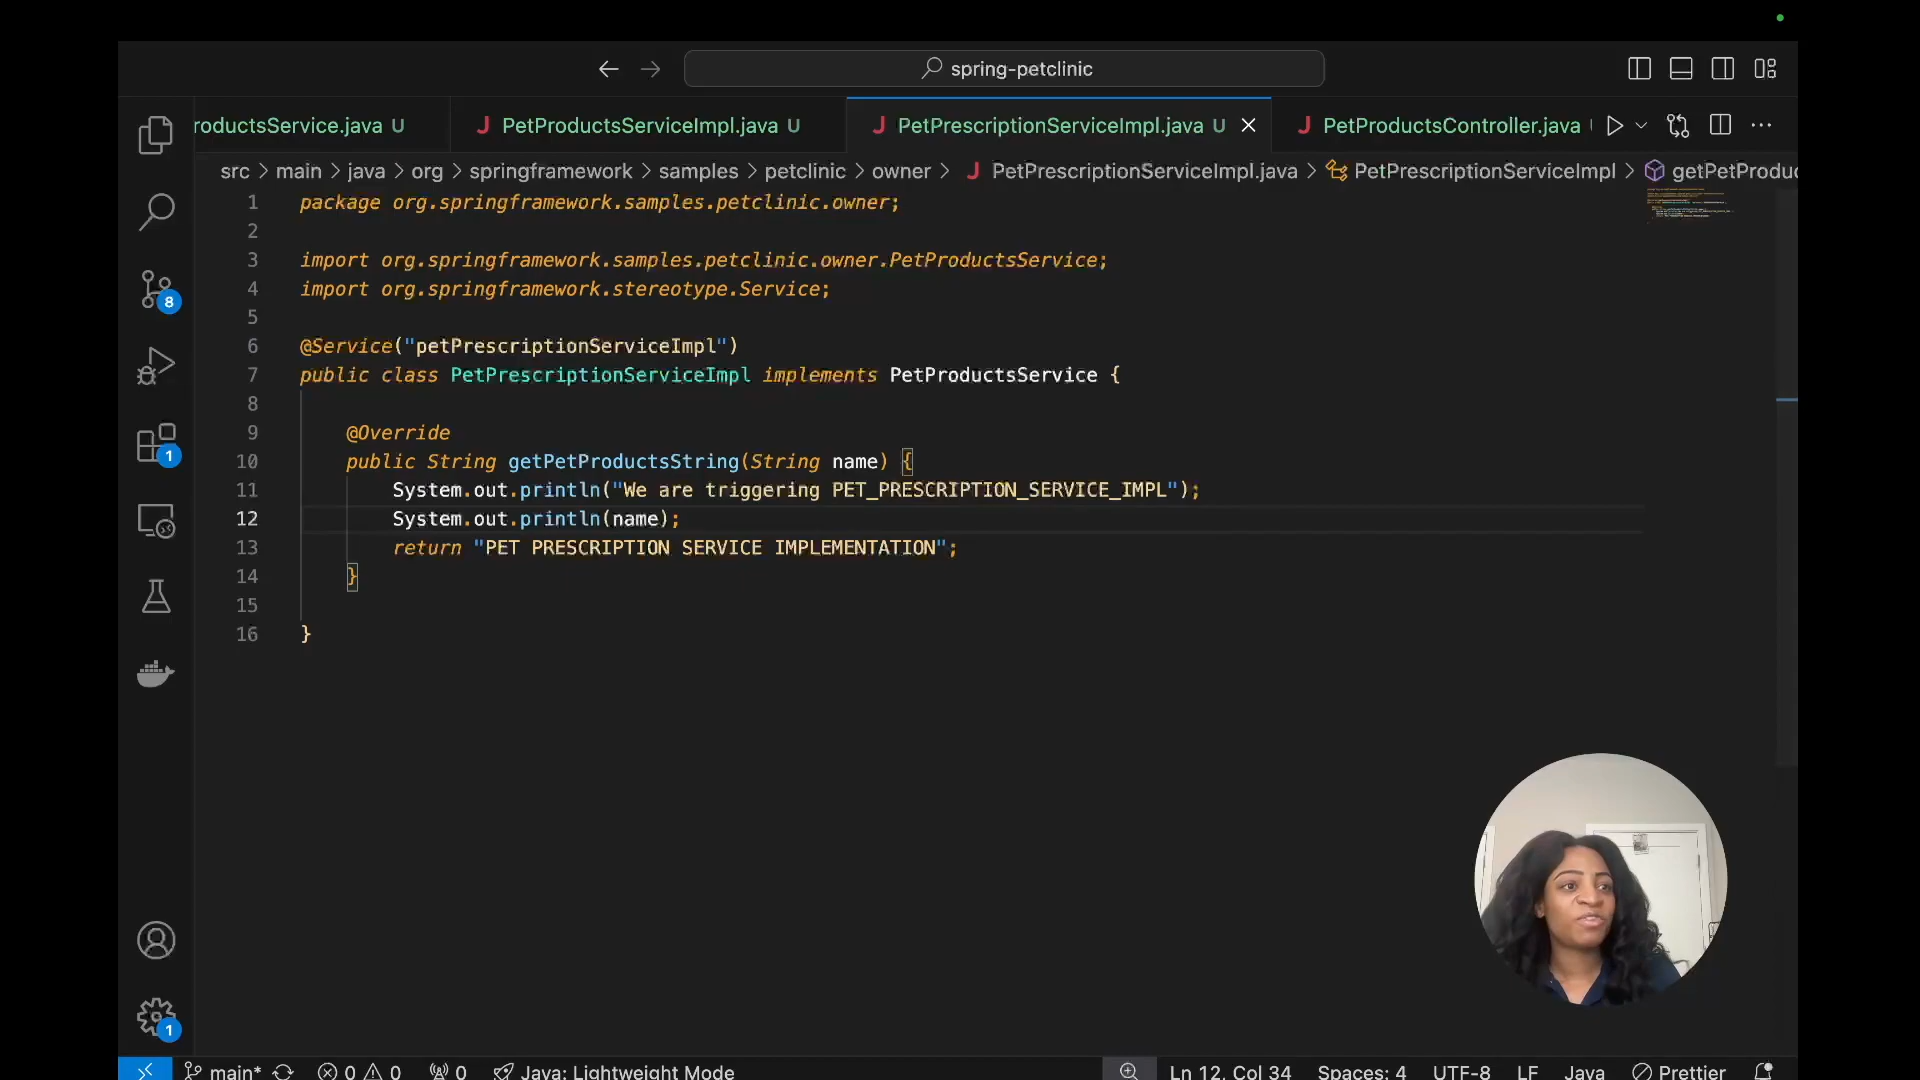 spring-petclinic
roductsService.java U
J PetProductsServiceImpl.java U
J PetPrescriptionServiceImpl.java U
J PetProductsController.java
src > main > java > org > springframework > samples > petclinic > owner > J PetPrescriptionServiceImpl.java > PetPrescriptionServiceImpl > getPetProduc
1 package org.springframework.samples.petclinic.owner;
2
3 import org.springframework.samples.petclinic.owner.PetProductsService;
4 import org.springframework.stereotype.Service;
5
6 @Service("petPrescriptionServiceImpl")
7 public class PetPrescriptionServiceImpl implements PetProductsService {
8
9 @Override
10 public String getPetProductsString(String name) {
11 System.out.println("We are triggering PET_PRESCRIPTION_SERVICE_IMPL");
12 System.out.println(name);
13 return "PET PRESCRIPTION SERVICE IMPLEMENTATION";
14 }
15
16 }
8
1
1
main* 0 0 0 Java: Lightweight Mode Ln 12, Col 34 Spaces: 4 UTF-8 LF Java Prettier